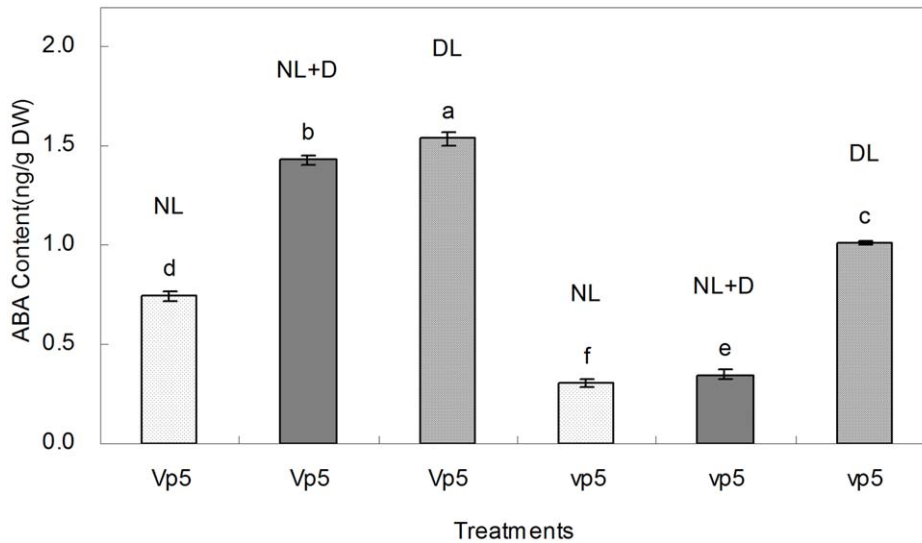 ABA Content(ng/g DW)
2.0
1.5
1.0
0.5
0.0
NL
d
NL+D
b
DL
a
NL
f
NL+D
e
DL
c
Vp5 Vp5 Vp5 vp5 vp5 vp5
Treatments